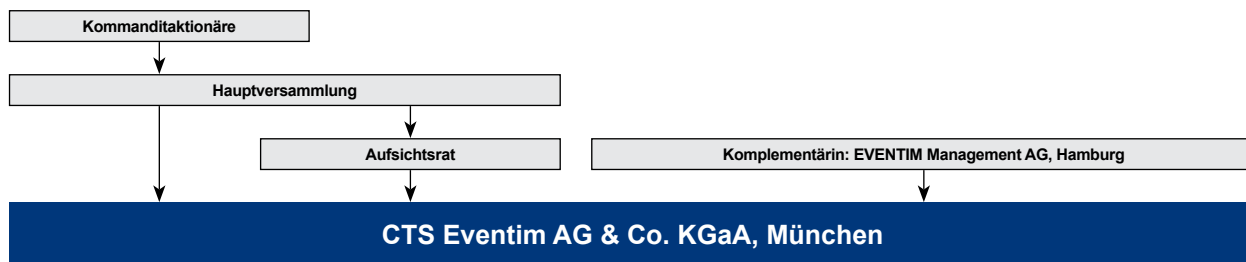 Kommanditaktionäre
Hauptversammlung
Aufsichtsrat
Komplementärin: EVENTIM Management AG, Hamburg
CTS Eventim AG & Co. KGaA, München